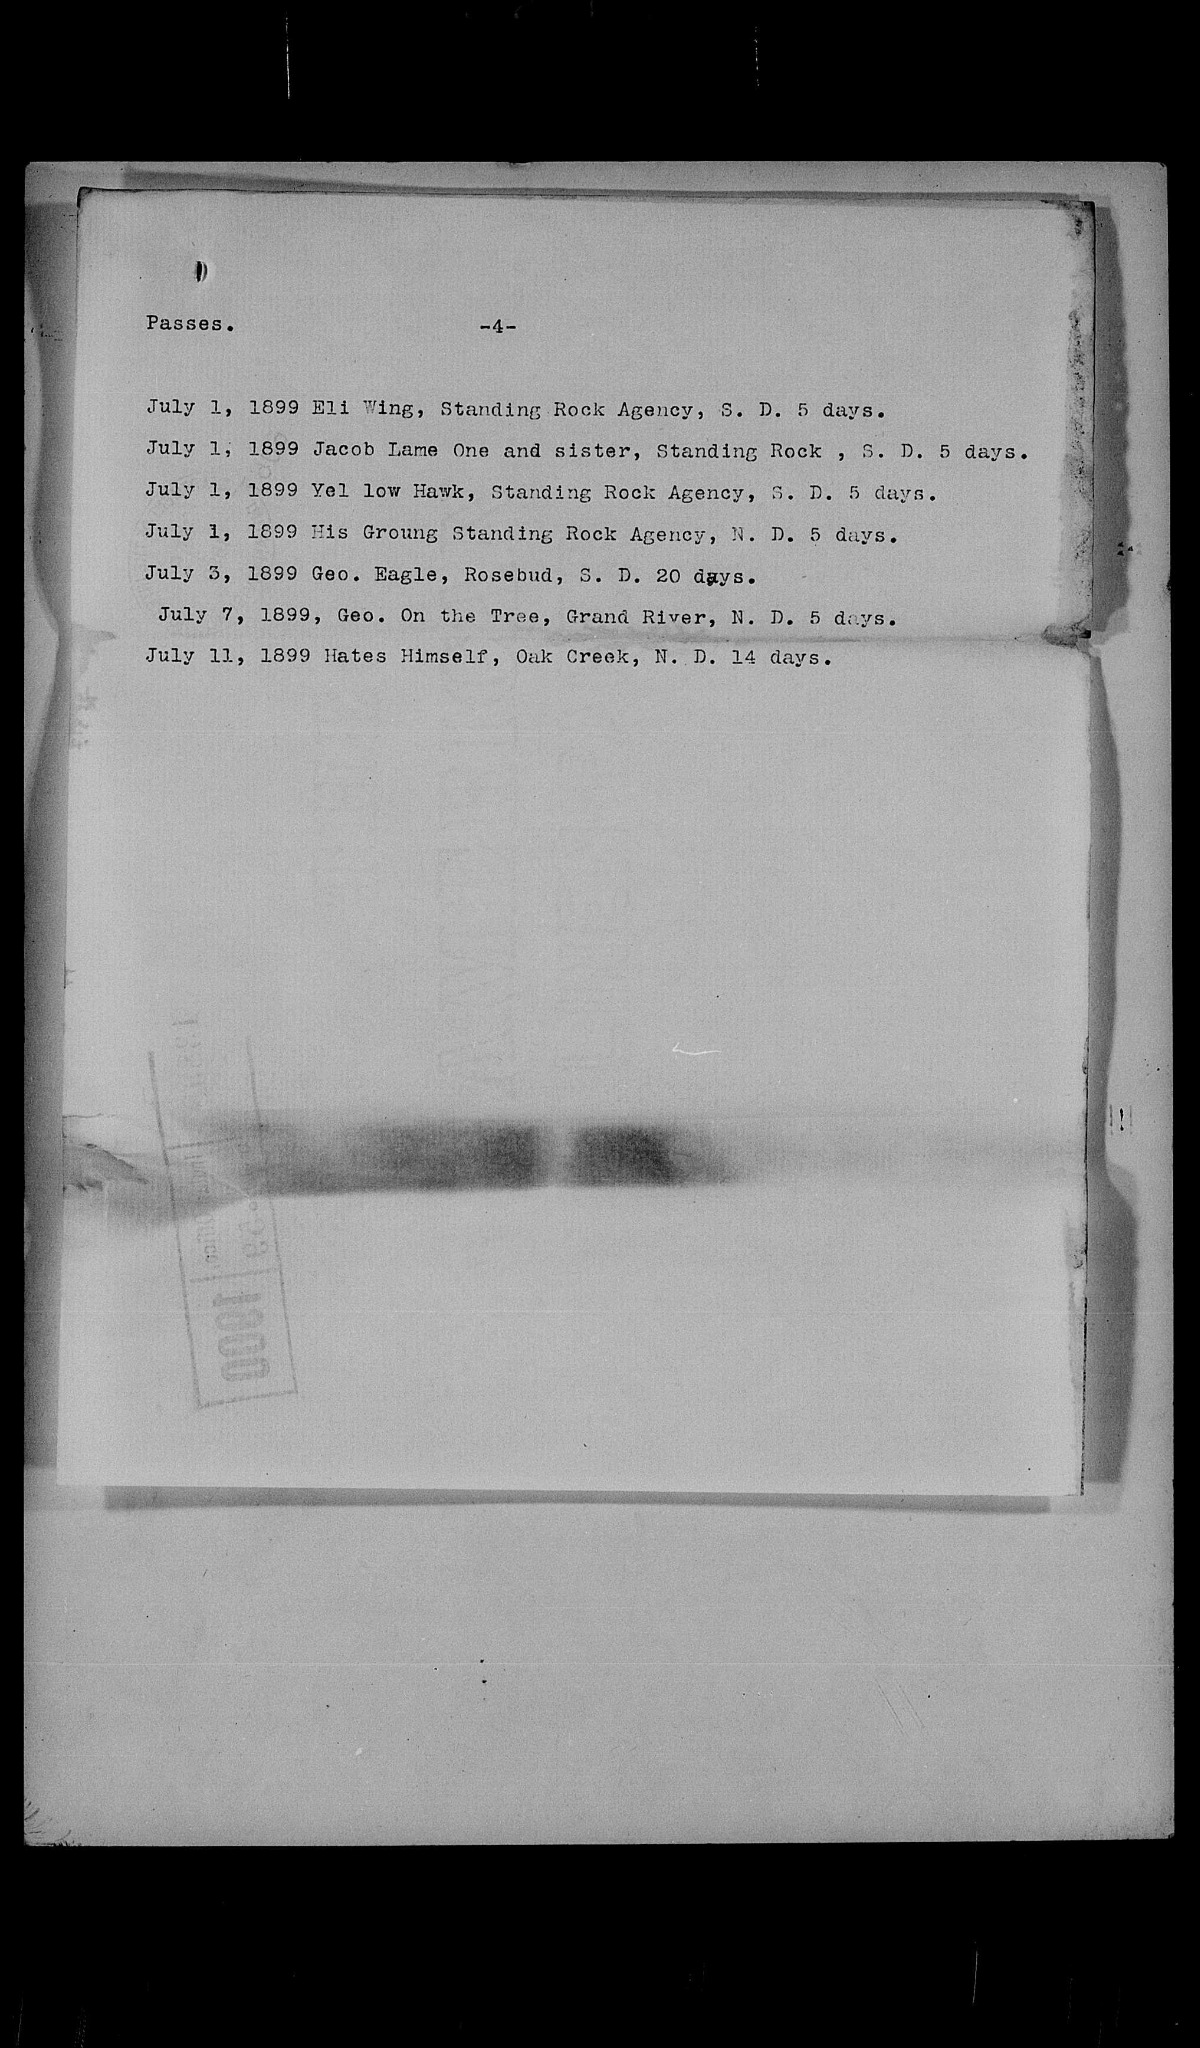 Passes. -4-
July 1, 1899 Eli Wing, Standing Rock Agency, S. D. 5 days.
July 1, 1899 Jacob Lame One and sister, Standing Rock , S. D. 5 days.
July 1, 1899 Yel low Hawk, Standing Rock Agency, S. D. 5 days.
July 1, 1899 His Groung Standing Rock Agency, N. D. 5 days.
July 3, 1899 Geo. Eagle, Rosebud, S. D. 20 days.
July 7, 1899, Geo. On the Tree, Grand River, N. D. 5 days.
July 11, 1899 Hates Himself, Oak Creek, N. D. 14 days.
1900